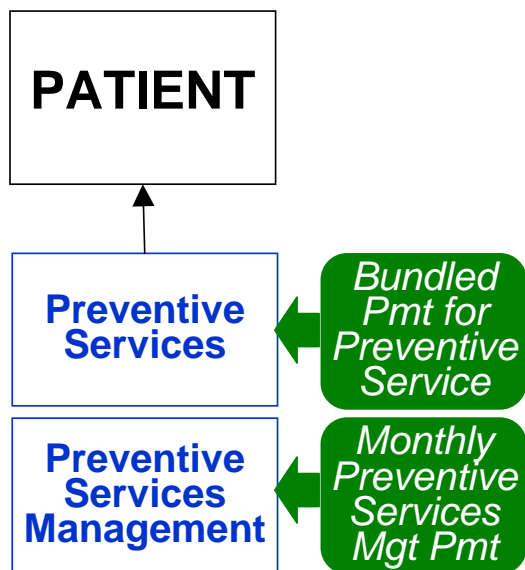 PATIENT
Preventive
Services
Bundled
Pmt for
Preventive
Service
Preventive
Services
Management
Monthly
Preventive
Services
Mgt Pmt